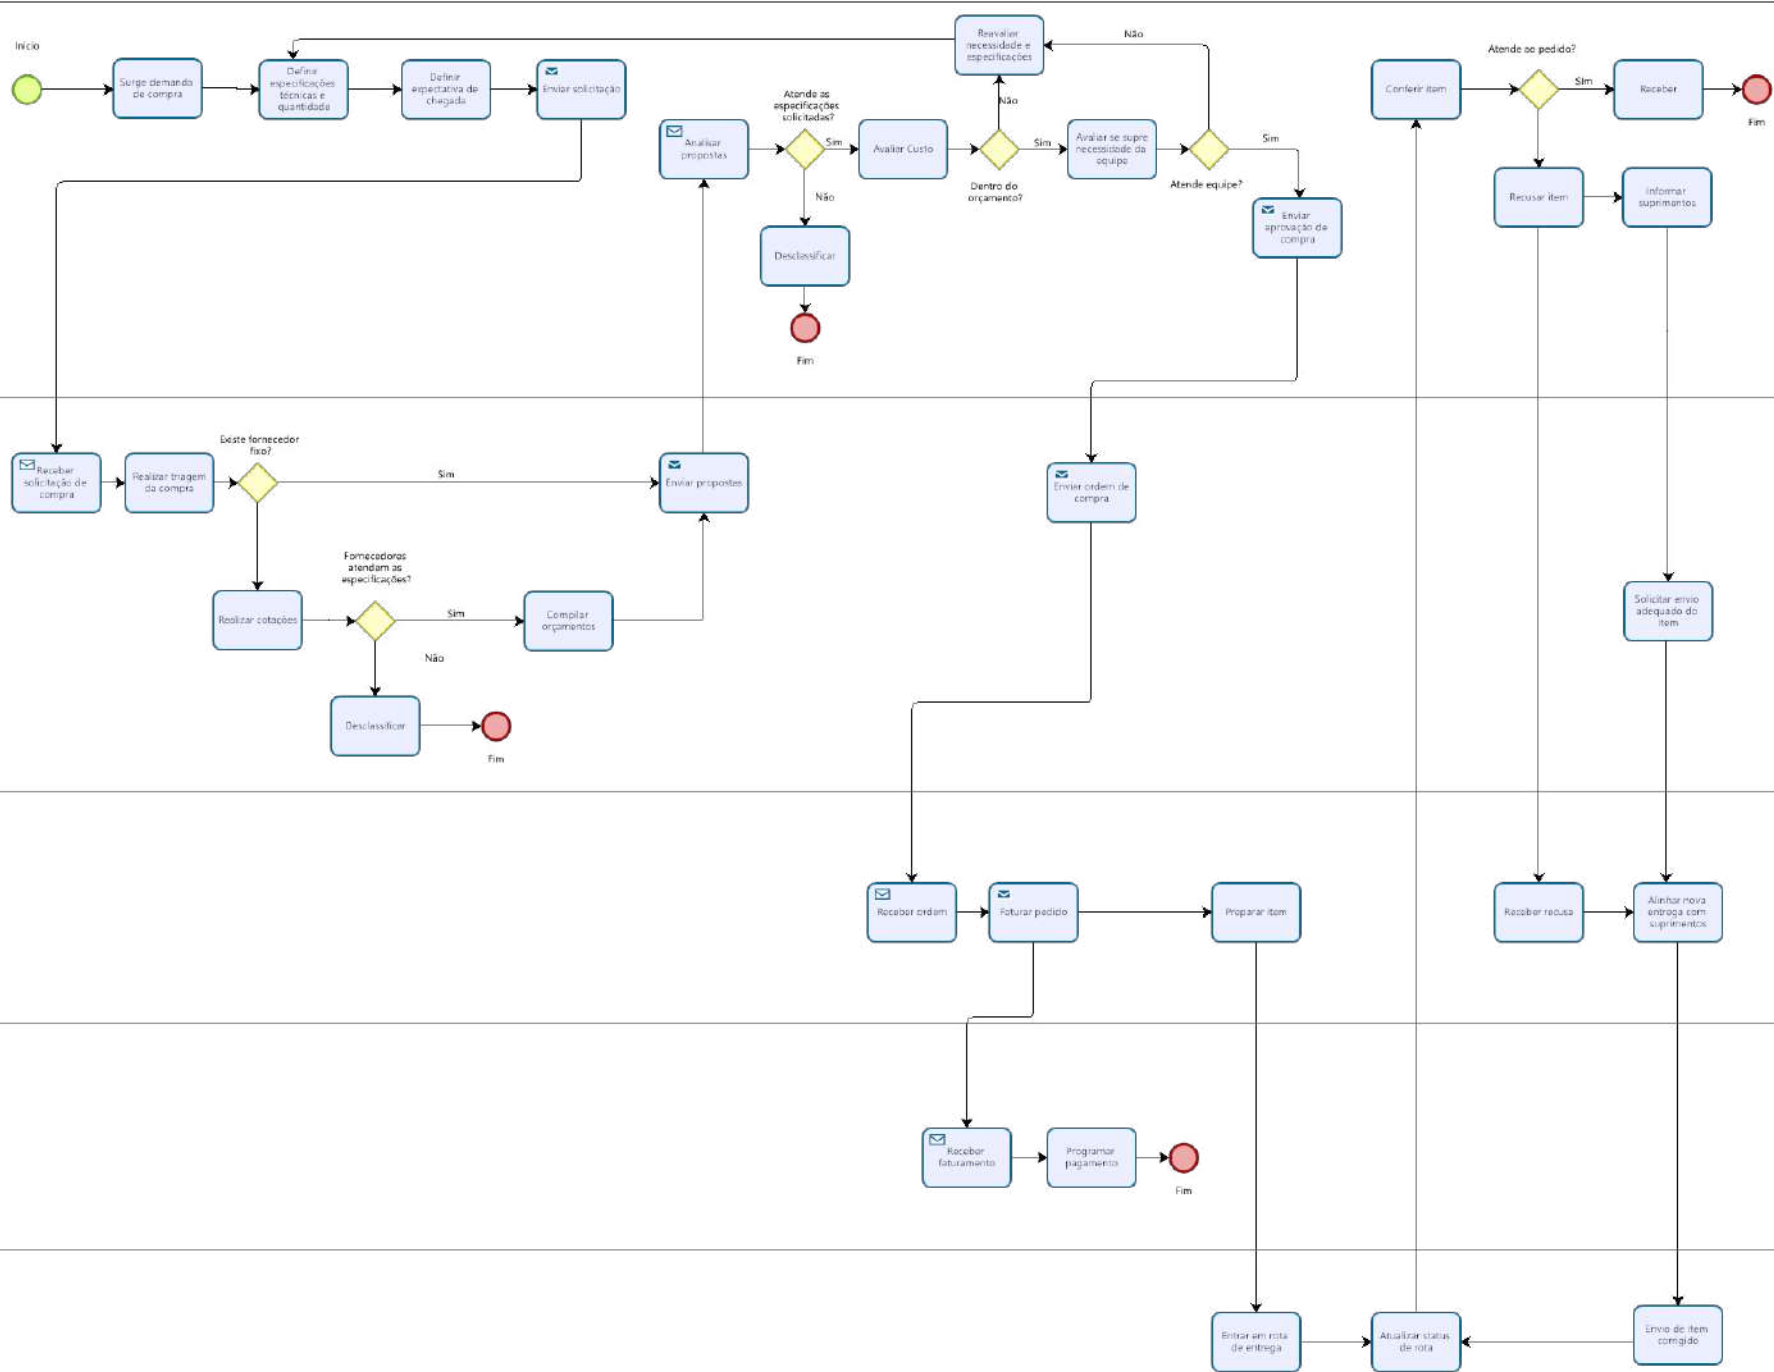 Início
Surge demanda
de compra
Definir
especificações
técnicas e
quantidade
Definir
expectativa de
chegada
Enviar solicitação
Analisar
propostas
Atende as
especificações
solicitadas?
Sim
Não
Desclassificar
Fim
Avaliar Custo
Dentro do
orçamento?
Não
Sim
Reavaliar
necessidade e
especificações
Não
Avaliar se supre
necessidade da
equipe
Atende equipe?
Sim
Enviar
aprovação de
compra
Conferir item
Atende ao pedido?
Sim
Receber
Fim
Recusar item
Informar
suprimentos
Receber
solicitação de
compra
Realizar triagem
da compra
Existe fornecedor
fixo?
Sim
Enviar propostas
Realizar cotações
Fornecedores
atendem as
especificações?
Sim
Não
Compilar
orçamentos
Desclassificar
Fim
Enviar ordem de
compra
Solicitar envio
adequado do
item
Receber ordem
Faturar pedido
Preparar item
Receber recusa
Alinhar nova
entrega com
suprimentos
Receber
faturamento
Programar
pagamento
Fim
Entrar em rota
de entrega
Atualizar status
de rota
Envio de item
corrigido